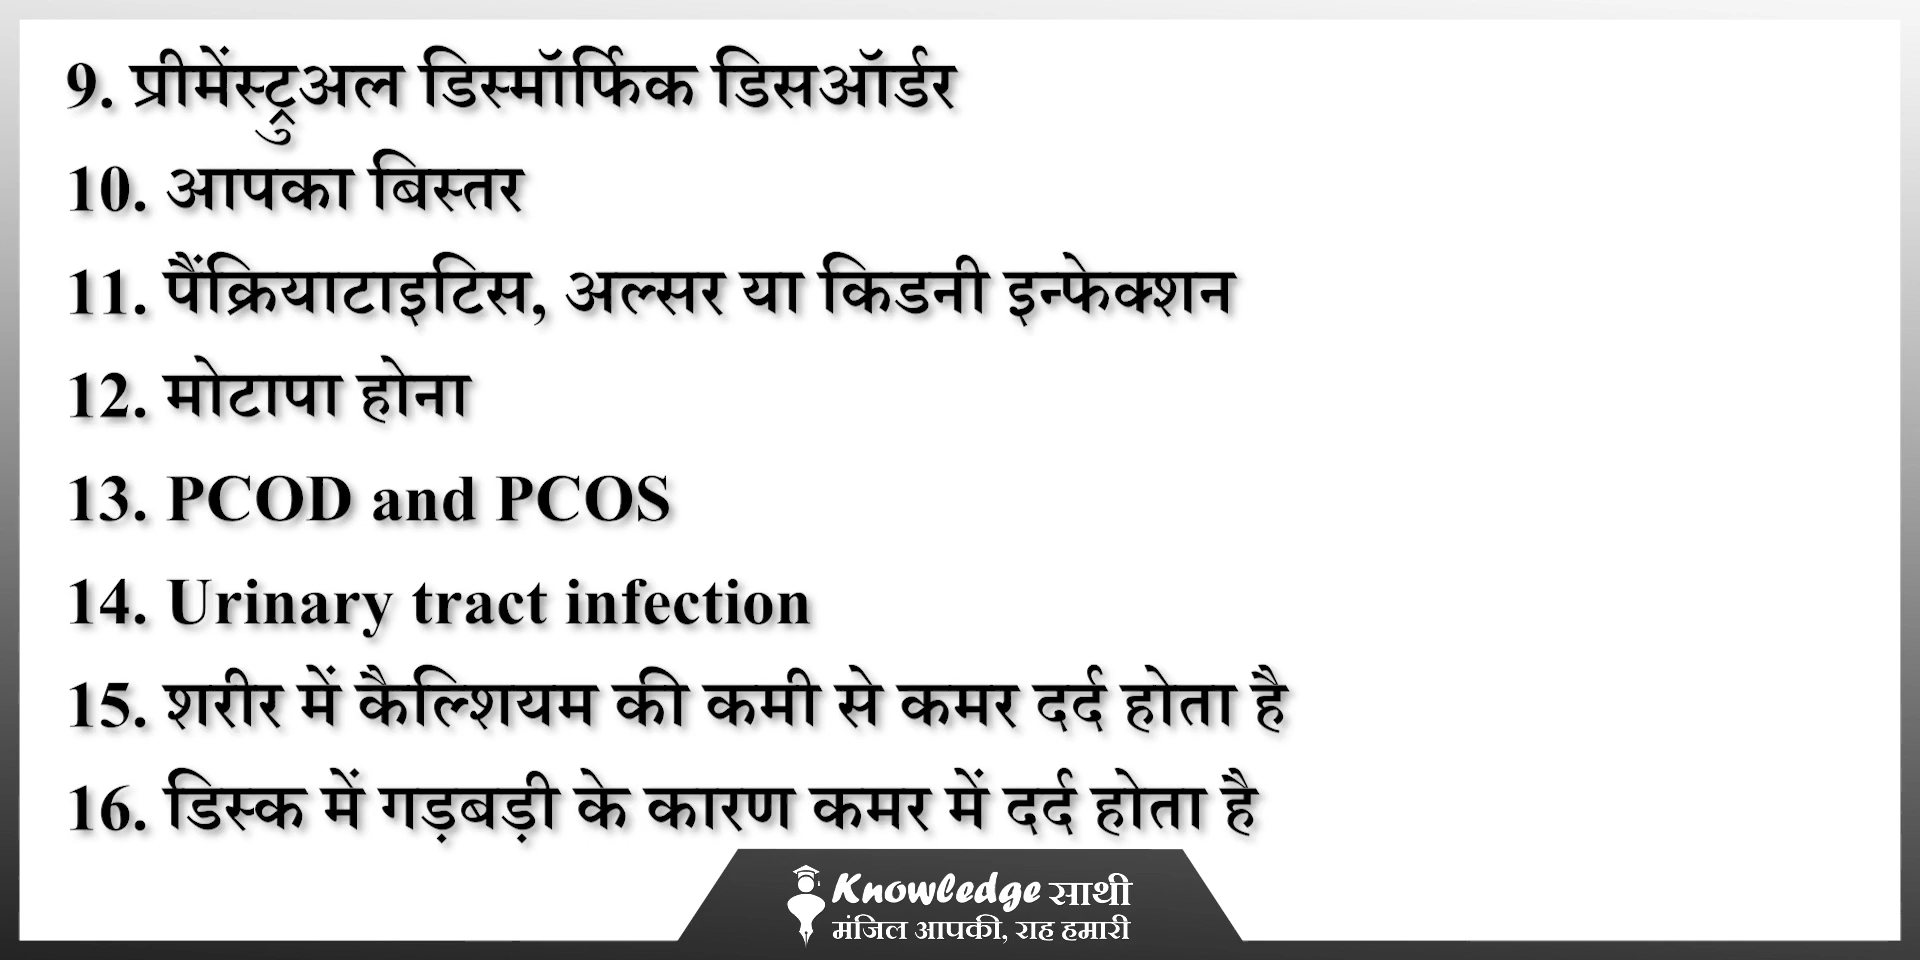 9. प्रीमेंस्ट्रुअल डिस्मॉर्फिक डिसऑर्डर
10. आपका बिस्तर
11. पैंक्रियाटाइटिस, अल्सर या किडनी इन्फेक्शन
12. मोटापा होना
13. PCOD and PCOS
14. Urinary tract infection
15. शरीर में कैल्शियम की कमी से कमर दर्द होता है
16. डिस्क में गड़बड़ी के कारण कमर में दर्द होता है
Knowledge साथी
मंजिल आपकी, राह हमारी